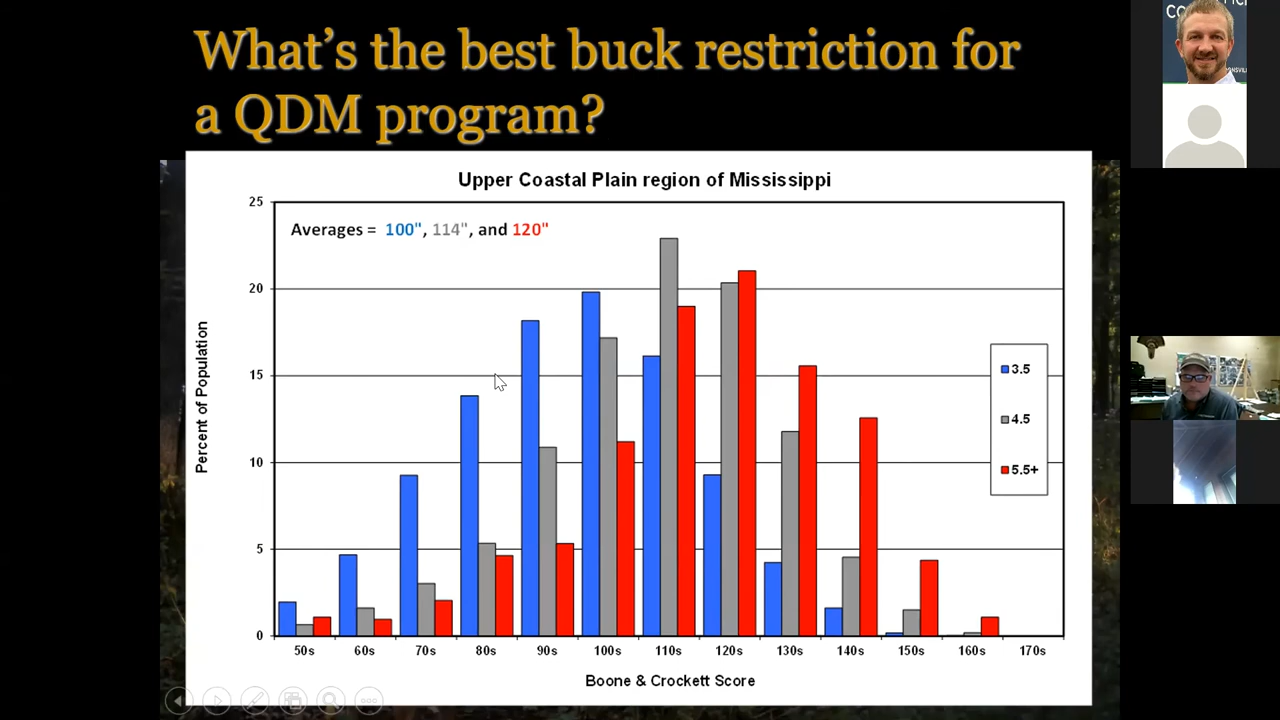 What's the best buck restriction for
a QDM program?
Upper Coastal Plain region of Mississippi
Averages = 100", 114", and 120"
Percent of Population
25
20
15
10
5
0
3.5
4.5
5.5+
50s 60s 70s 80s 90s 100s 110s 120s 130s 140s 150s 160s 170s
Boone & Crockett Score